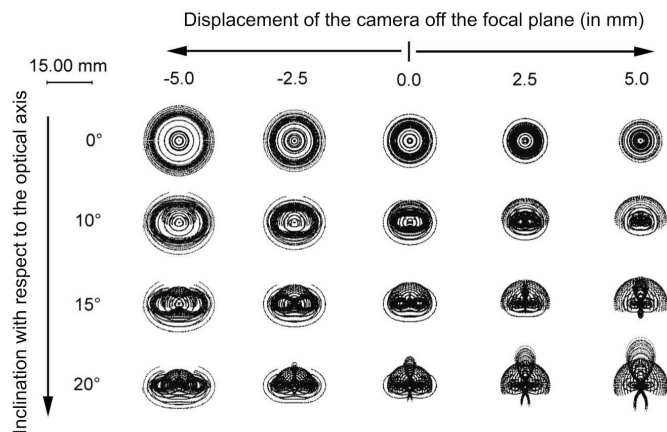 Displacement of the camera off the focal plane (in mm)
15.00 mm
-5.0 -2.5 0.0 2.5 5.0
Inclination with respect to the optical axis
0°
10°
15°
20°